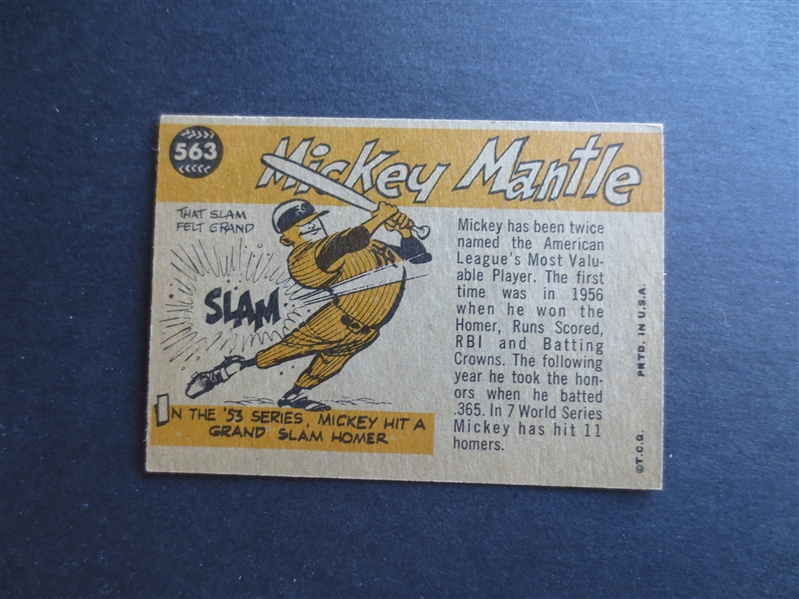 563
Mickey Mantle
THAT SLAM
FELT GRAND
SLAM
NY
IN THE '53 SERIES, MICKEY HIT A
GRAND SLAM HOMER
Mickey has been twice
named the American
League's Most Valu-
able Player. The first
time was in 1956
when he won the
Homer, Runs Scored,
RBI and Batting
Crowns. The following
year he took the hon-
ors when he batted
.365. In 7 World Series
Mickey has hit 11
homers.
©T.C.G. PRTD. IN U.S.A.